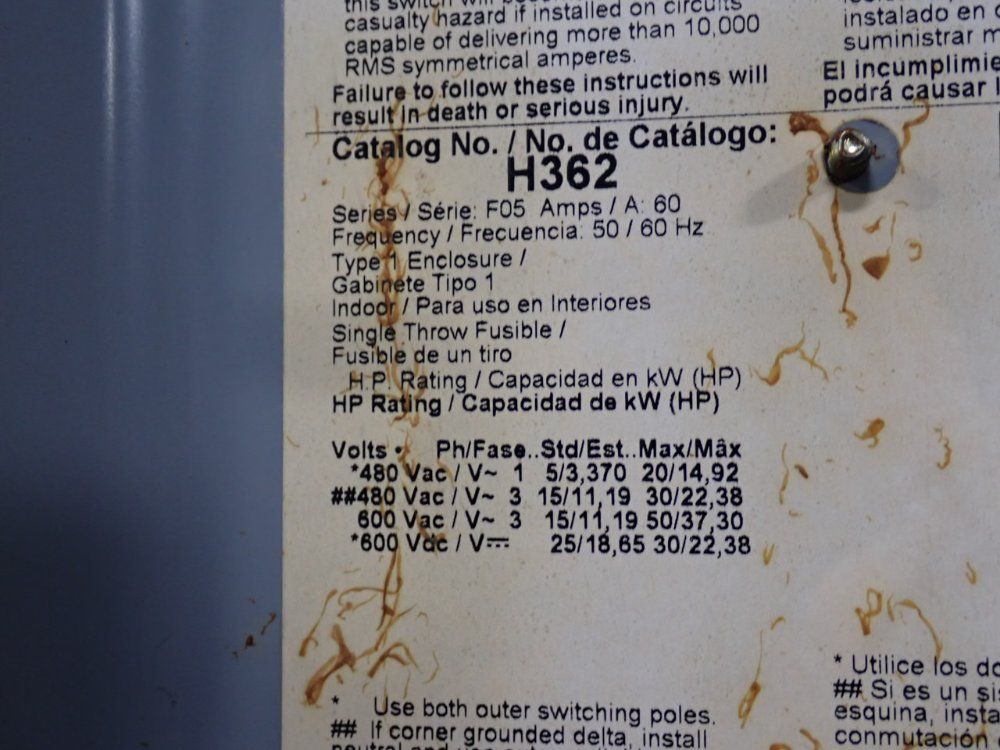 this switch will
casualty hazard if installed on circuits
capable of delivering more than 10,000
RMS symmetrical amperes.
Failure to follow these instructions will
result in death or serious injury.
instalado en
suministrar
El incumplimie
podrá causar
Catalog No. / No. de Catálogo:
H362
Series / Série: F05 Amps / A: 60
Frequency / Frecuencia: 50 / 60 Hz
Type 1 Enclosure /
Gabinete Tipo 1
Indoor / Para uso en Interiores
Single Throw Fusible /
Fusible de un tiro
H.P. Rating / Capacidad en kW (HP)
HP Rating / Capacidad de kW (HP)
Volts • Ph/Fase..Std/Est..Max/Mâx
*480 Vac / V~ 1 5/3,370 20/14,92
##480 Vac / V~ 3 15/11,19 30/22,38
600 Vac / V~ 3 15/11,19 50/37,30
*600 Vdc / V⎓ 25/18,65 30/22,38
* Use both outer switching poles.
## If corner grounded delta, install
* Utilice los do
## Si es un sis
esquina, insta
conmutación